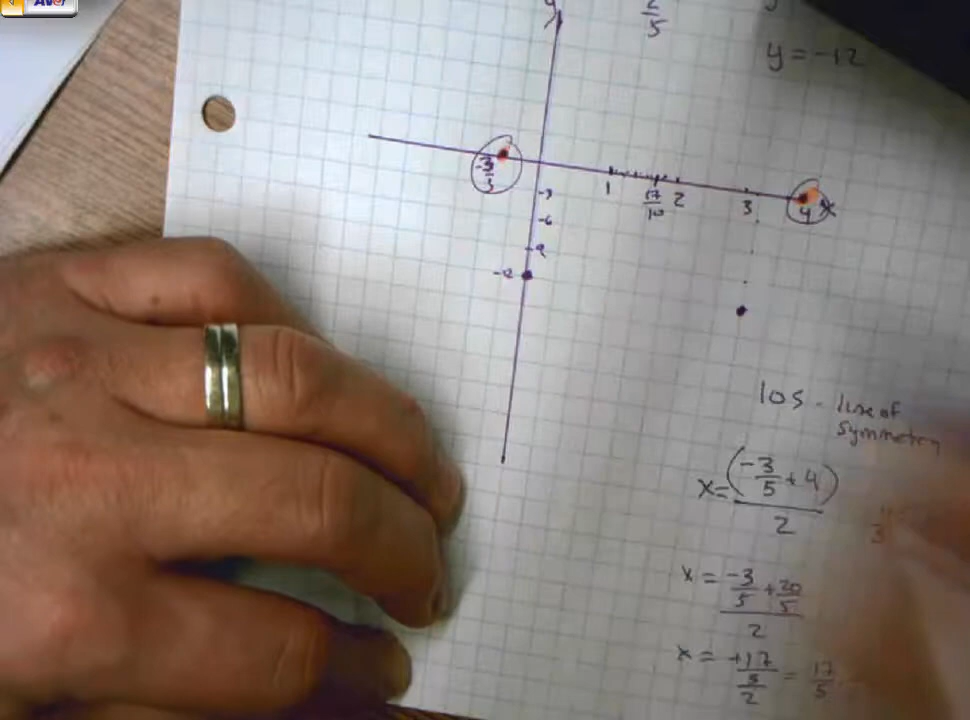 AVer
y
2/5
y = -12
-3/5
1 17/10 2 3 4 x
-3
-6
-9
-12
los - line of
symmetry
x = (-3/5 + 4)/2
x = (-3/5 + 20/5)/2
x = (+17/5)/2 = 17/5